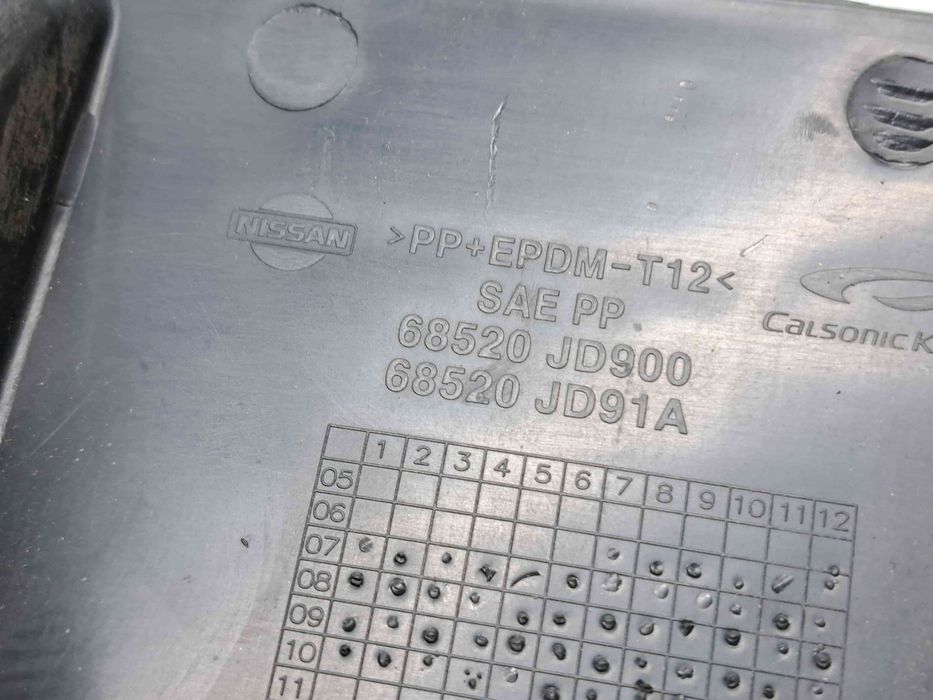 NISSAN
>PP+EPDM-T12<
SAE PP
68520 JD900
68520 JD91A
CALSONIC K
1 2 3 4 5 6 7 8 9 10 11 12
05
06
07
08
09
10
11